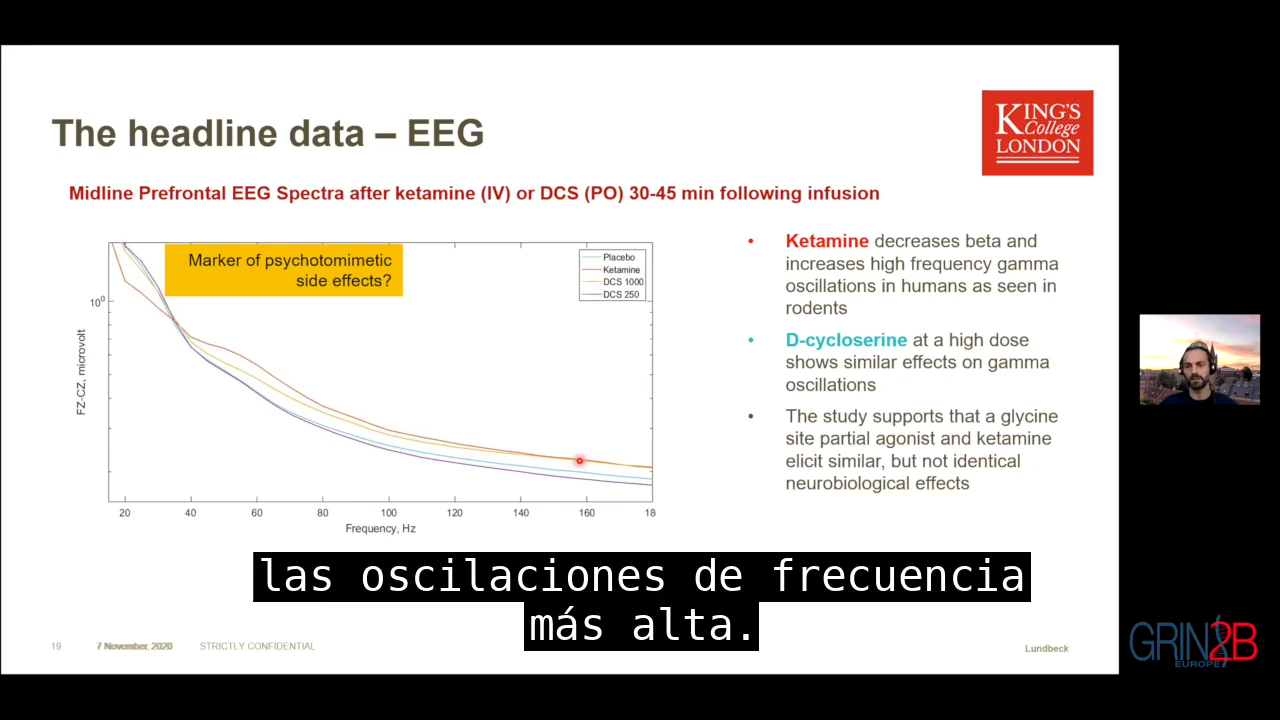 The headline data – EEG
KING'S
College
LONDON
Midline Prefrontal EEG Spectra after ketamine (IV) or DCS (PO) 30-45 min following infusion
Marker of psychotomimetic
side effects?
Placebo
Ketamine
DCS 1000
DCS 250
10⁰
FZ-CZ, microvolt
20 40 60 80 100 120 140 160 18
Frequency, Hz
• Ketamine decreases beta and
increases high frequency gamma
oscillations in humans as seen in
rodents
• D-cycloserine at a high dose
shows similar effects on gamma
oscillations
• The study supports that a glycine
site partial agonist and ketamine
elicit similar, but not identical
neurobiological effects
las oscilaciones de frecuencia
más alta.
19 7 November, 2020 STRICTLY CONFIDENTIAL
Lundbeck
GRIN2B
EUROPE